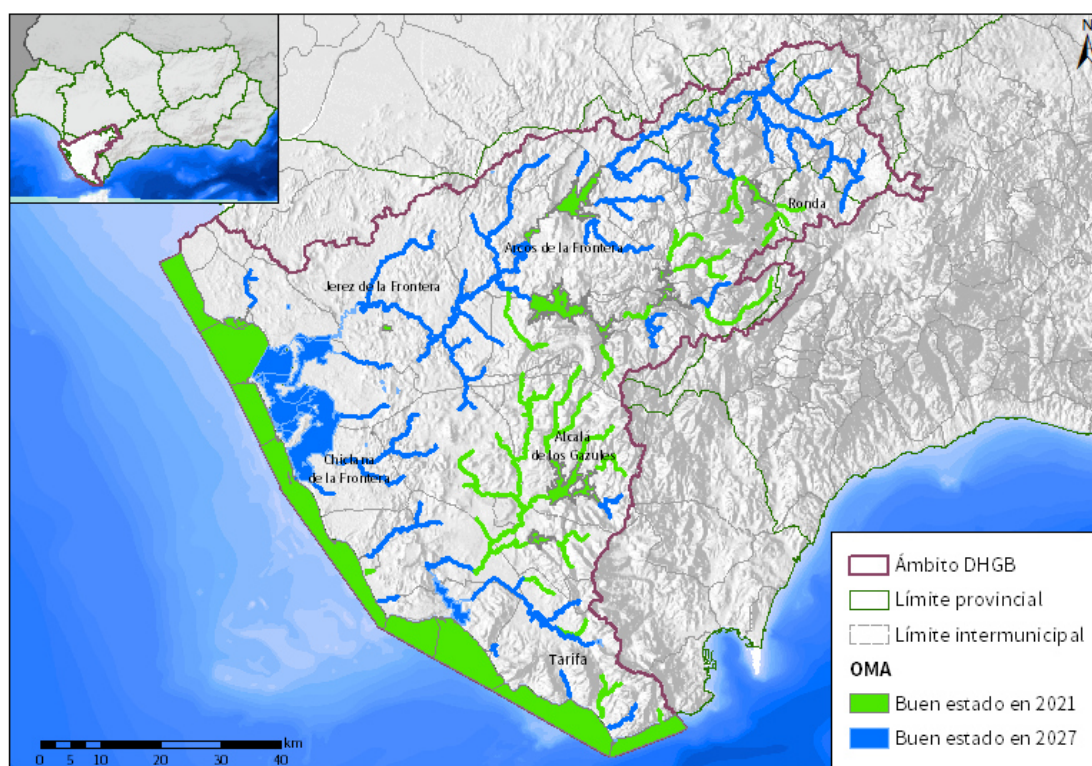 N
Ronda
Arcos de la Frontera
Jerez de la Frontera
Alcala
de los Gazules
Chiclana
de la Frontera
Tarifa
Ámbito DHGB
Límite provincial
Límite intermunicipal
OMA
Buen estado en 2021
Buen estado en 2027
km
0 5 10 20 30 40